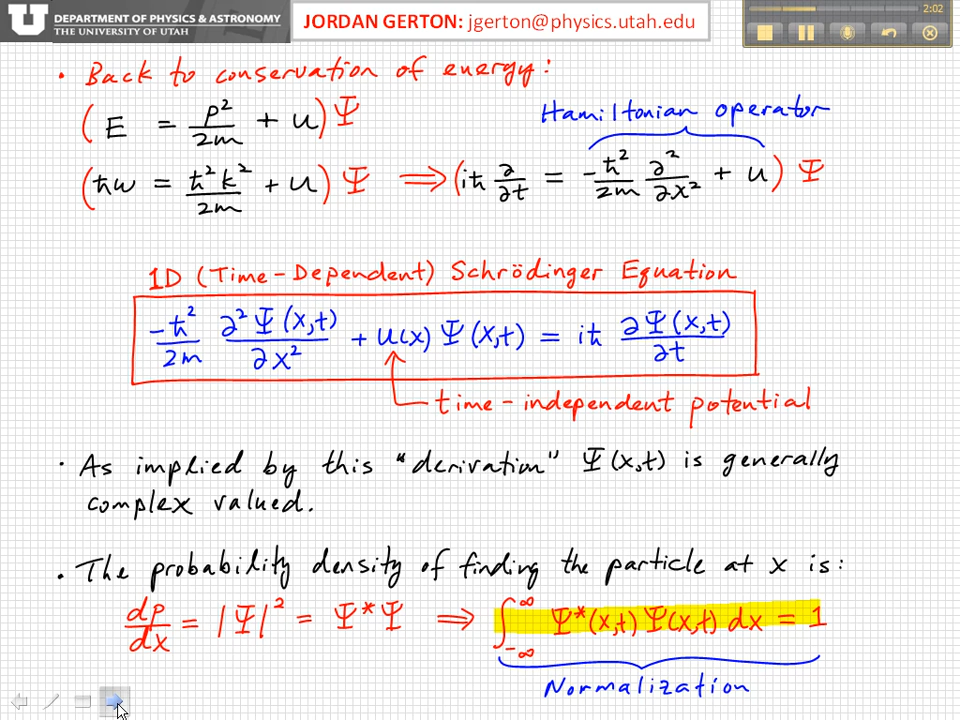 DEPARTMENT OF PHYSICS & ASTRONOMY
THE UNIVERSITY OF UTAH
JORDAN GERTON: jgerton@physics.utah.edu
2:02
• Back to conservation of energy:
(E = p²/2m + U)Ψ
Hamiltonian operator
(ħω = ħ²k²/2m + U)Ψ ⟹ (iħ ∂/∂t = -ħ²/2m ∂²/∂x² + U)Ψ
1D (Time-Dependent) Schrödinger Equation
-ħ²/2m ∂²Ψ(x,t)/∂x² + U(x) Ψ(x,t) = iħ ∂Ψ(x,t)/∂t
time-independent potential
• As implied by this "derivation" Ψ(x,t) is generally
complex valued.
• The probability density of finding the particle at x is:
dp/dx = |Ψ|² = Ψ*Ψ ⟹ ∫_{-∞}^{∞} Ψ*(x,t) Ψ(x,t) dx = 1
Normalization